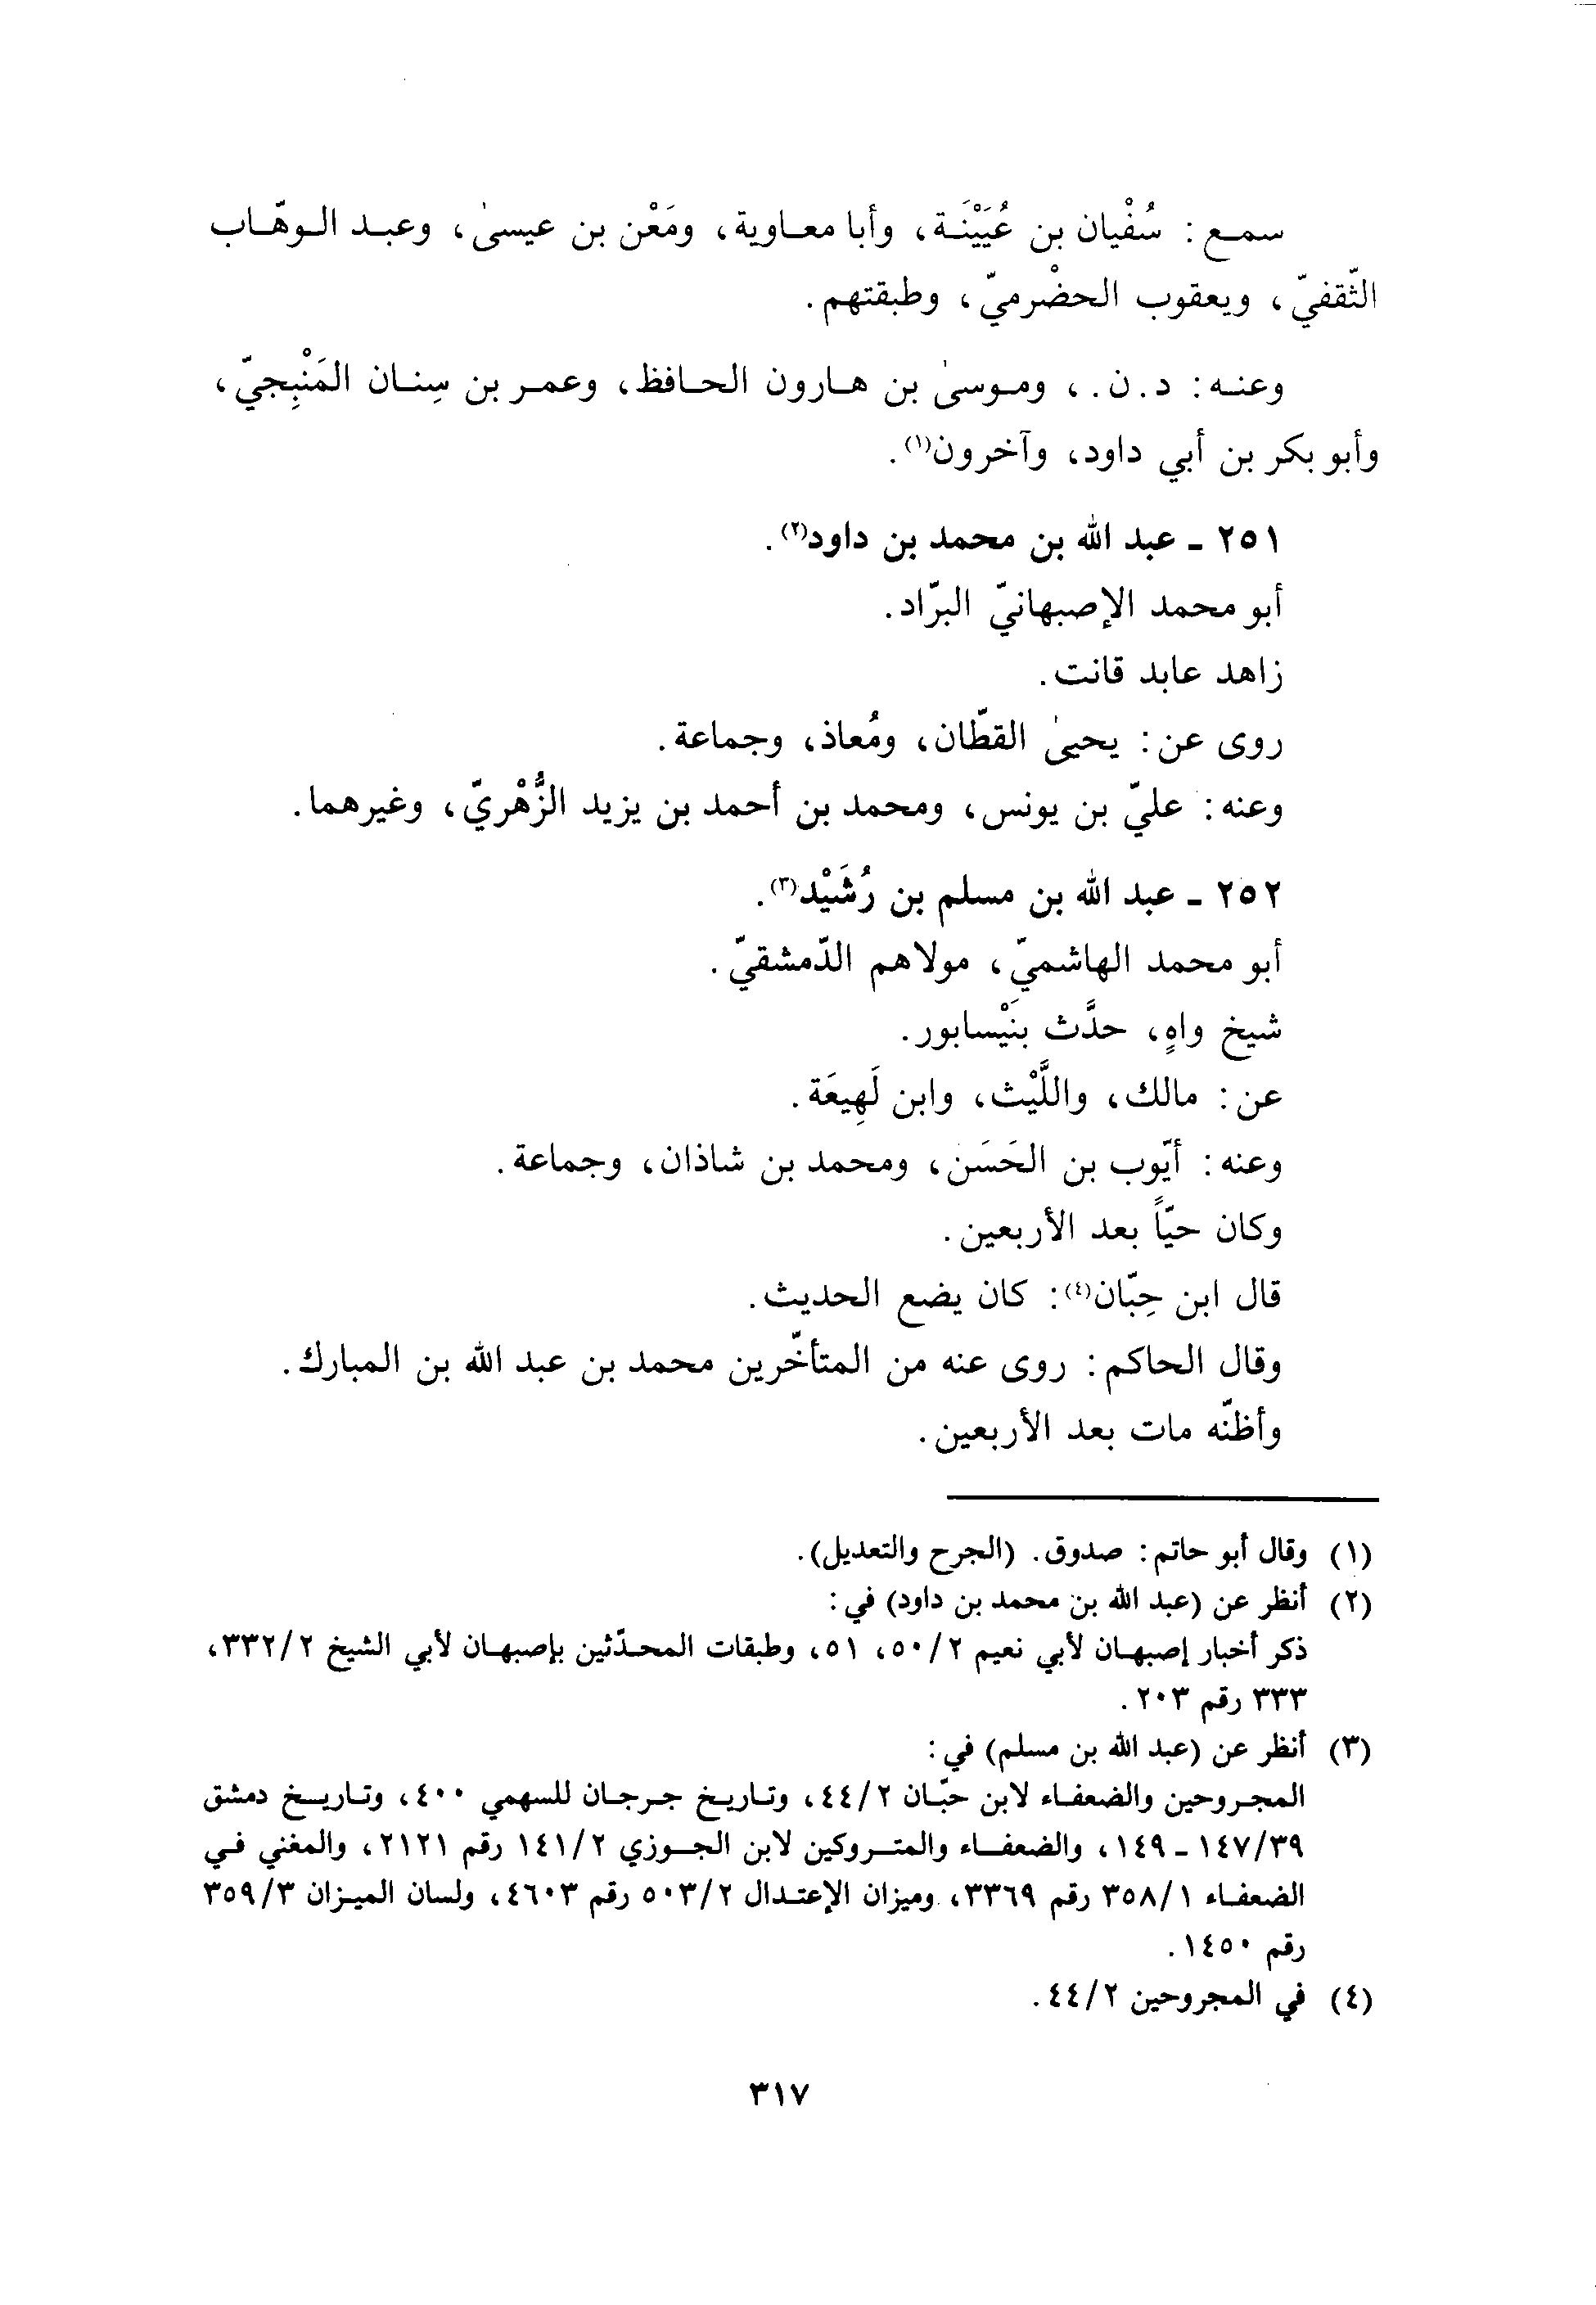 سمع : سُفْيان بن عُيَيْنَة، وأبا معاوية، ومَعْن بن عيسىٰ، وعبد الوهّاب
الثّقفيّ، ويعقوب الحضْرميّ، وطبقتهم.
وعنه: د. ن.، وموسىٰ بن هارون الحافظ، وعمر بن سِنان المَنْبِجيّ،
وأبو بكر بن أبي داود، وآخرون(١).
٢٥١ - عبد الله بن محمد بن داود(٢).
أبو محمد الإصبهانيّ البرّاد.
زاهد عابد قانت.
روى عن: يحيىٰ القطّان، ومُعاذ، وجماعة.
وعنه: عليّ بن يونس، ومحمد بن أحمد بن يزيد الزُّهْريّ، وغيرهما.
٢٥٢ - عبد الله بن مسلم بن رُشَيْد(٣).
أبو محمد الهاشميّ، مولاهم الدّمشقيّ.
شيخ واهٍ، حدَّث بنَيْسابور.
عن: مالك، واللَّيْث، وابن لَهِيعَة.
وعنه: أيّوب بن الحَسَن، ومحمد بن شاذان، وجماعة.
وكان حيّاً بعد الأربعين.
قال ابن حِبّان(٤): كان يضع الحديث.
وقال الحاكم: روى عنه من المتأخّرين محمد بن عبد الله بن المبارك.
وأظنّه مات بعد الأربعين.
(١) وقال أبو حاتم: صدوق. (الجرح والتعديل).
(٢) أنظر عن (عبد الله بن محمد بن داود) في:
ذكر أخبار إصبهان لأبي نعيم ٢/ ٥٠، ٥١، وطبقات المحدّثين بإصبهان لأبي الشيخ ٢/ ٣٣٢،
٣٣٣ رقم ٢٠٣.
(٣) أنظر عن (عبد الله بن مسلم) في:
المجروحين والضعفاء لابن حبّان ٢/ ٤٤، وتاريخ جرجان للسهمي ٤٠٠، وتاريخ دمشق
٣٩/ ١٤٧ - ١٤٩، والضعفاء والمتروكين لابن الجوزي ٢/ ١٤١ رقم ٢١٢١، والمغني في
الضعفاء ١/ ٣٥٨ رقم ٣٣٦٩، وميزان الإعتدال ٢/ ٥٠٣ رقم ٤٦٠٣، ولسان الميزان ٣/ ٣٥٩
رقم ١٤٥٠.
(٤) في المجروحين ٢/ ٤٤.
٣١٧